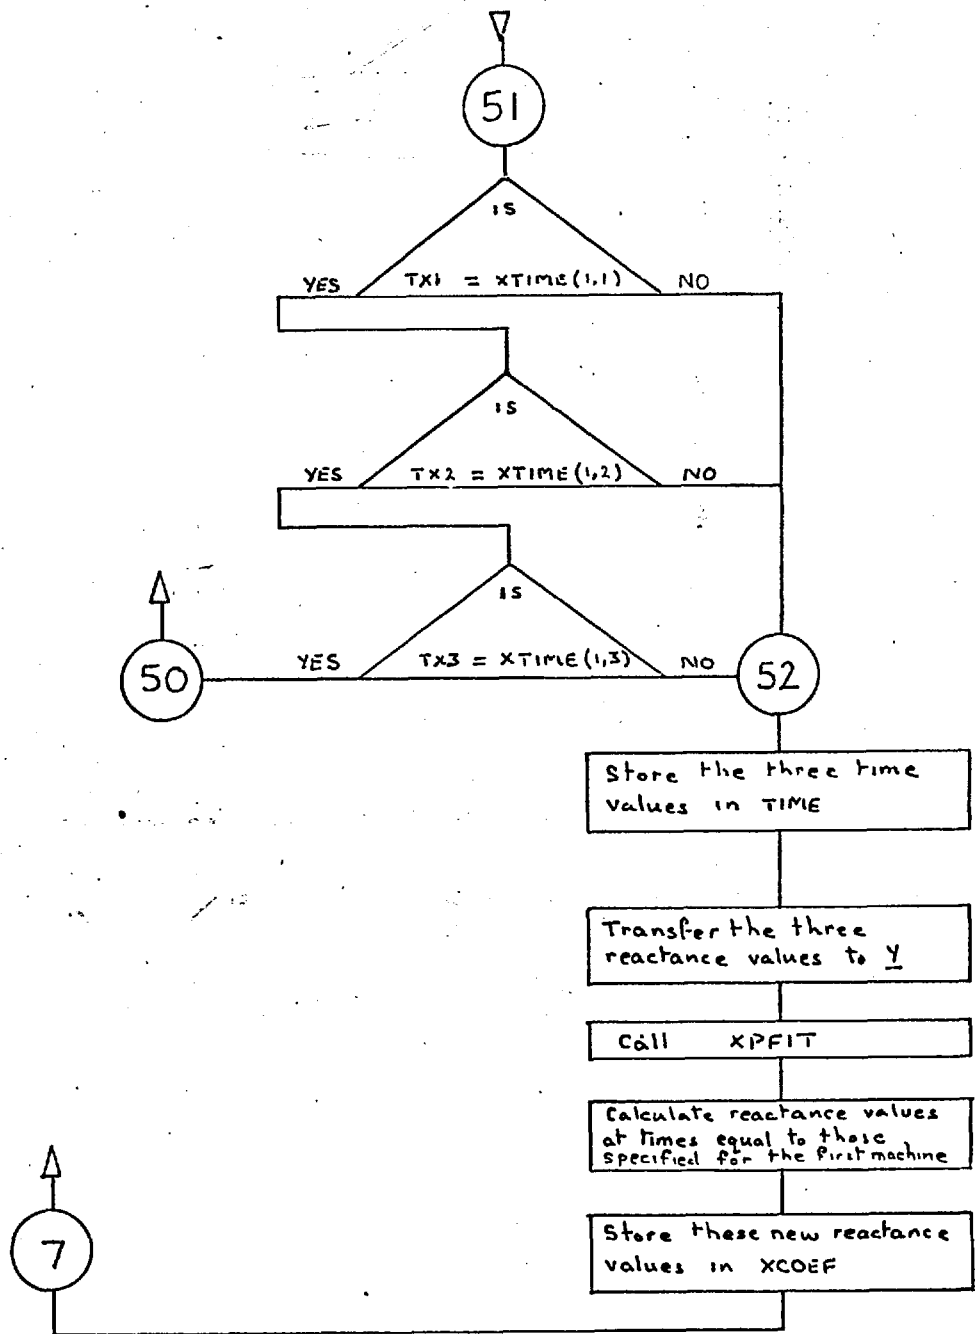 51
IS
YES TX1 = XTIME(1,1) NO
IS
YES TX2 = XTIME(1,2) NO
IS
50 YES TX3 = XTIME(1,3) NO 52
Store the three time
values in TIME
Transfer the three
reactance values to Y
Call XPFIT
Calculate reactance values
at times equal to those
specified for the first machine
7
Store these new reactance
values in XCOEF